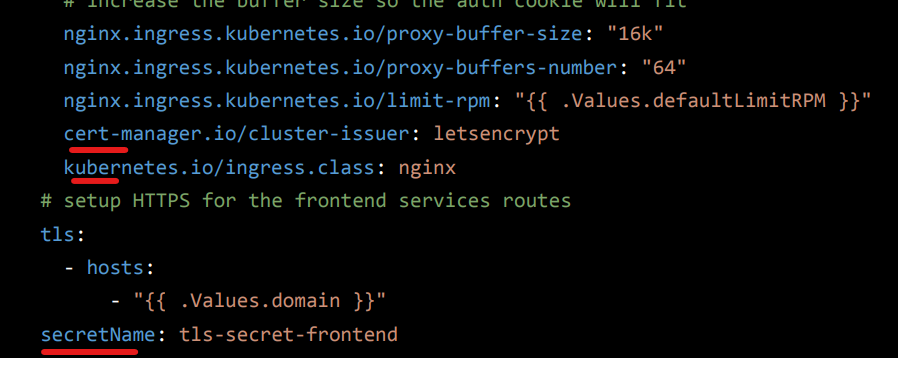 # increase the buffer size so the auth cookie will fit
nginx.ingress.kubernetes.io/proxy-buffer-size: "16k"
nginx.ingress.kubernetes.io/proxy-buffers-number: "64"
nginx.ingress.kubernetes.io/limit-rpm: "{{ .Values.defaultLimitRPM }}"
cert-manager.io/cluster-issuer: letsencrypt
kubernetes.io/ingress.class: nginx
# setup HTTPS for the frontend services routes
tls:
- hosts:
- "{{ .Values.domain }}"
secretName: tls-secret-frontend